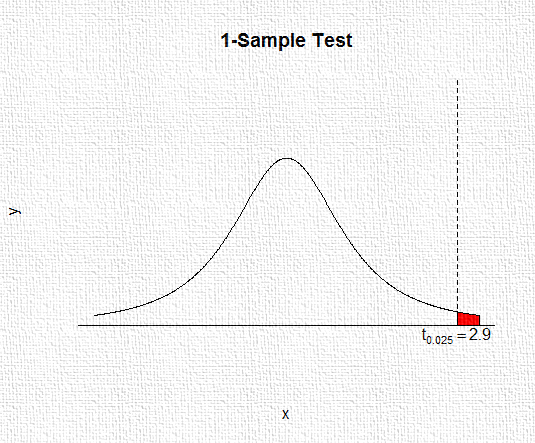 1-Sample Test
y
t0.025 = 2.9
x